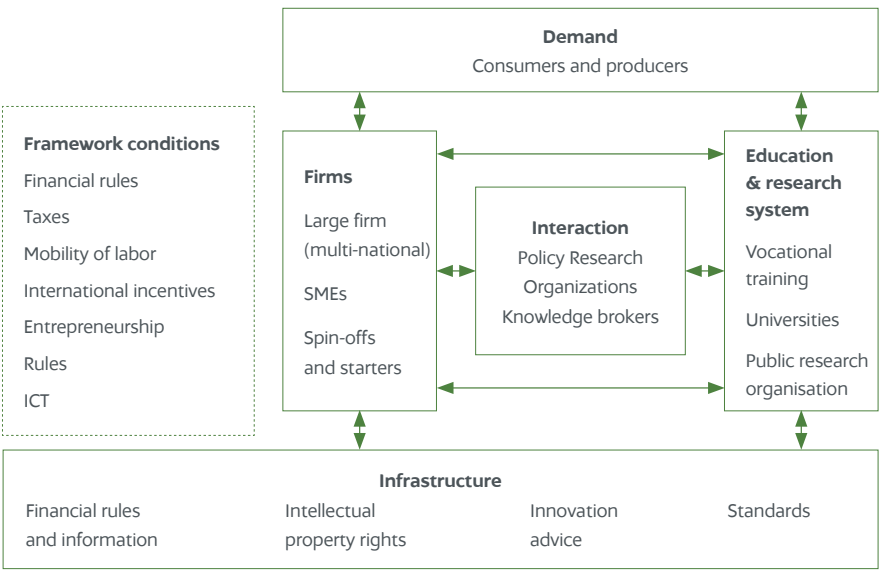 Demand
Consumers and producers
Framework conditions
Financial rules
Taxes
Mobility of labor
International incentives
Entrepreneurship
Rules
ICT
Firms
Large firm
(multi-national)
SMEs
Spin-offs
and starters
Interaction
Policy Research
Organizations
Knowledge brokers
Education
& research
system
Vocational
training
Universities
Public research
organisation
Infrastructure
Financial rules
and information
Intellectual
property rights
Innovation
advice
Standards